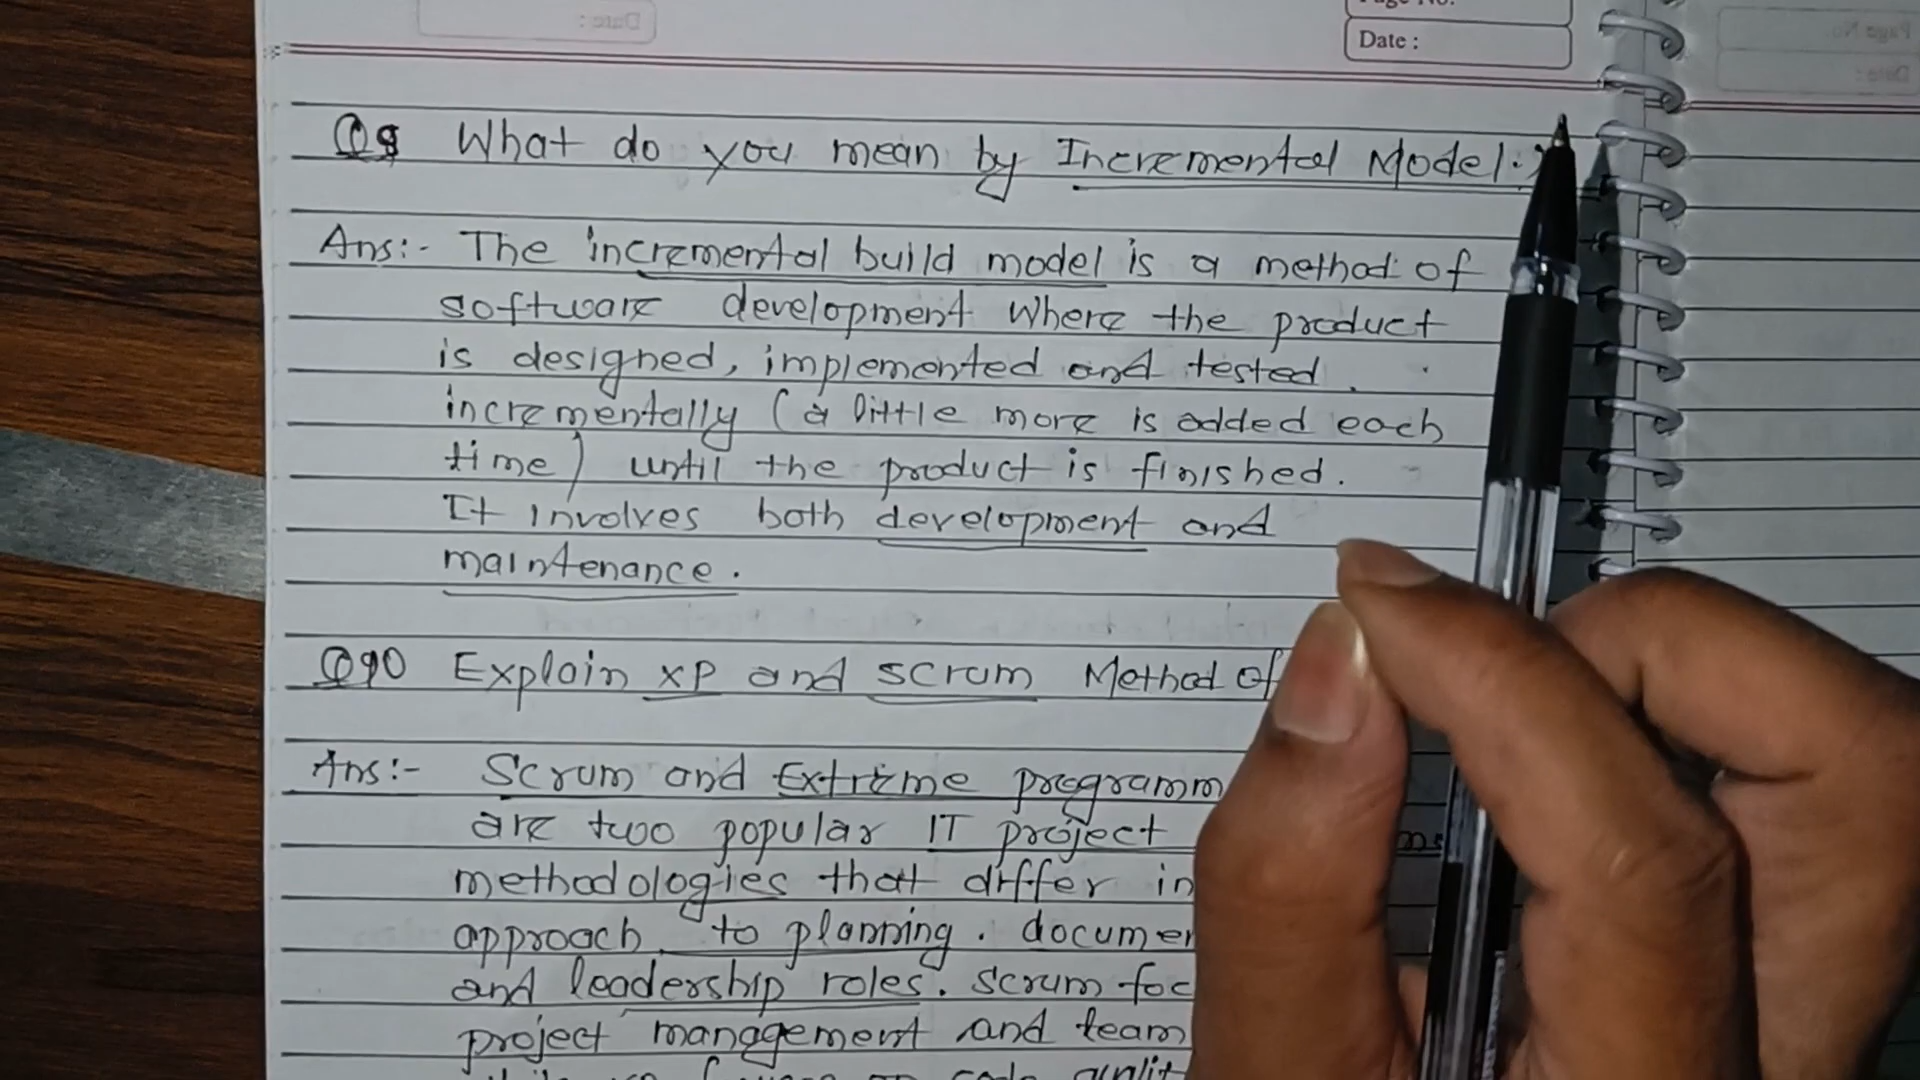 Date :
Q9 What do you mean by Incremental Model:
Ans:- The incremental build model is a method of
software development where the product
is designed, implemented and tested
incrementally (a little more is added each
time) until the product is finished.
It involves both development and
maintenance.
Q10 Explain XP and SCRUM Method of
Ans:- Scrum and Extreme programm
are two popular IT project
methodologies that differ in
approach to planning. documen
and leadership roles. Scrum foc
project management and team